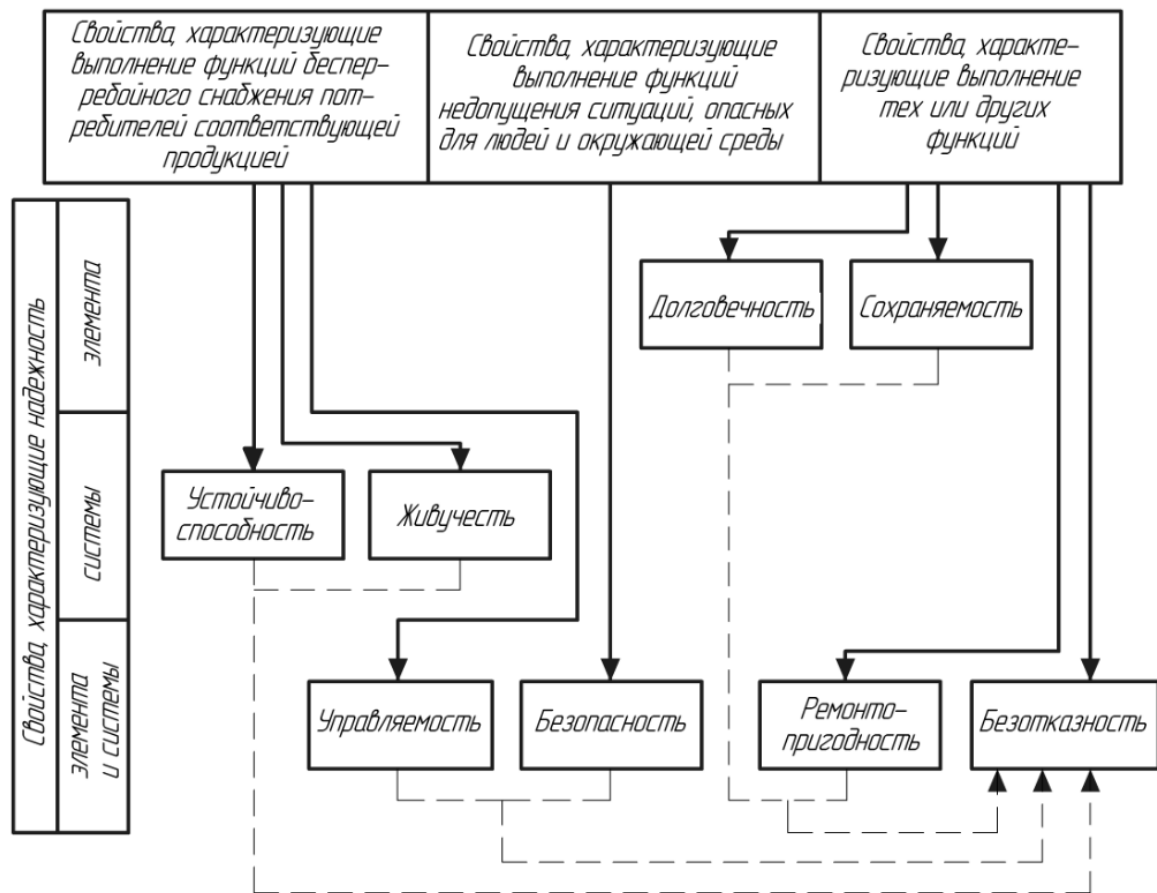 Свойства, характеризующие
выполнение функций беспер-
ребойного снабжения пот-
ребителей соответствующей
продукцией
Свойства, характеризующие
выполнение функций
недопущения ситуаций, опасных
для людей и окружающей среды
Свойства, характе-
ризующие выполнение
тех или других
функций
Свойства, характеризующие надежность
элемента
системы
элемента
и системы
Долговечность
Сохраняемость
Устойчиво-
способность
Живучесть
Управляемость
Безопасность
Ремонто-
пригодность
Безотказность